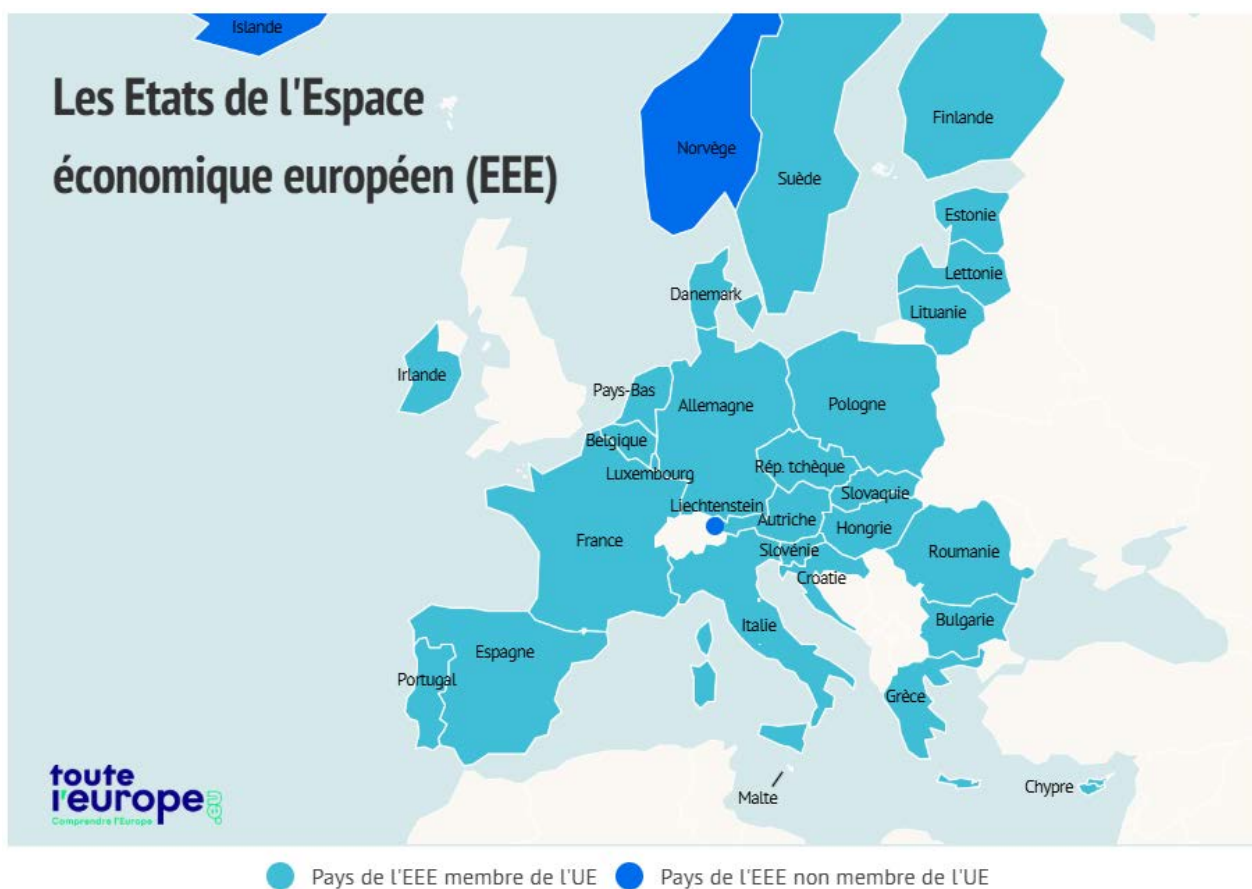 Islande
Les Etats de l'Espace
économique européen (EEE)
Finlande
Norvège
Suède
Estonie
Lettonie
Danemark
Lituanie
Irlande
Pays-Bas
Allemagne
Pologne
Belgique
Rép. tchèque
Luxembourg
Slovaquie
Liechtenstein
Autriche
Hongrie
France
Slovénie
Roumanie
Croatie
Bulgarie
Italie
Espagne
Portugal
Grèce
toute
l'europe.eu
Comprendre l'Europe
Malte
Chypre
Pays de l'EEE membre de l'UE
Pays de l'EEE non membre de l'UE